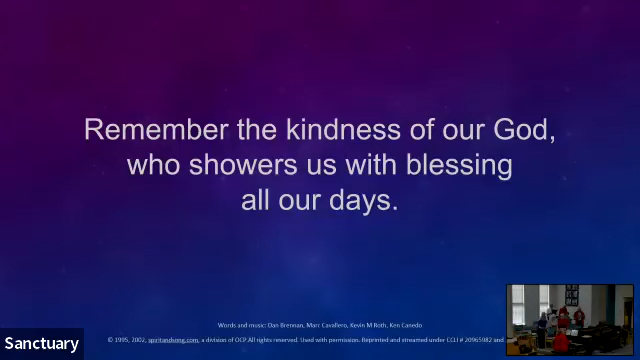 Remember the kindness of our God,
who showers us with blessing
all our days.
Words and music: Dan Brennan, Marc Cavallero, Kevin M.Roth, Ken Canedo
© 1995, 2002, spiritandsong.com, a division of OCP.All rights reserved. Used with permission. Reprinted and streamed under CCLI # 20965982 and
Sanctuary